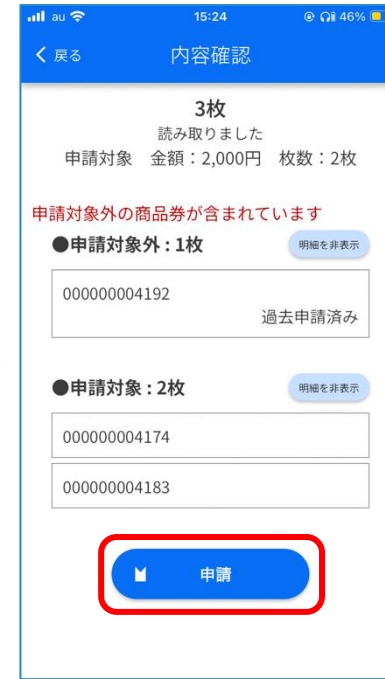 au 15:24 46%
戻る 内容確認
3枚
読み取りました
申請対象 金額：2,000円 枚数：2枚
申請対象外の商品券が含まれています
●申請対象外：1枚 明細を非表示
000000004192
過去申請済み
●申請対象：2枚 明細を非表示
000000004174
000000004183
申請